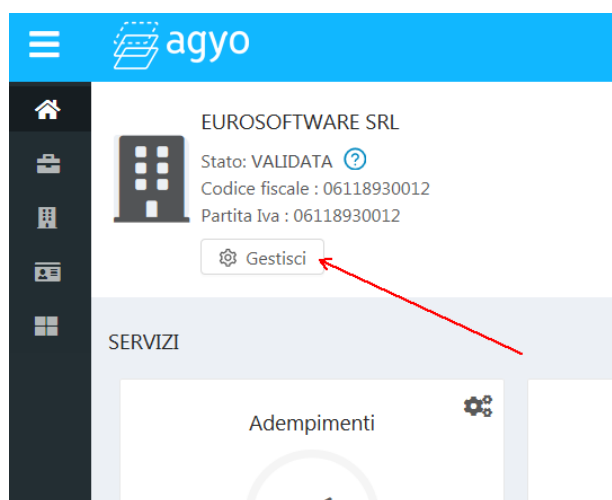 agyo
EUROSOFTWARE SRL
Stato: VALIDATA ?
Codice fiscale : 06118930012
Partita Iva : 06118930012
Gestisci
SERVIZI
Adempimenti